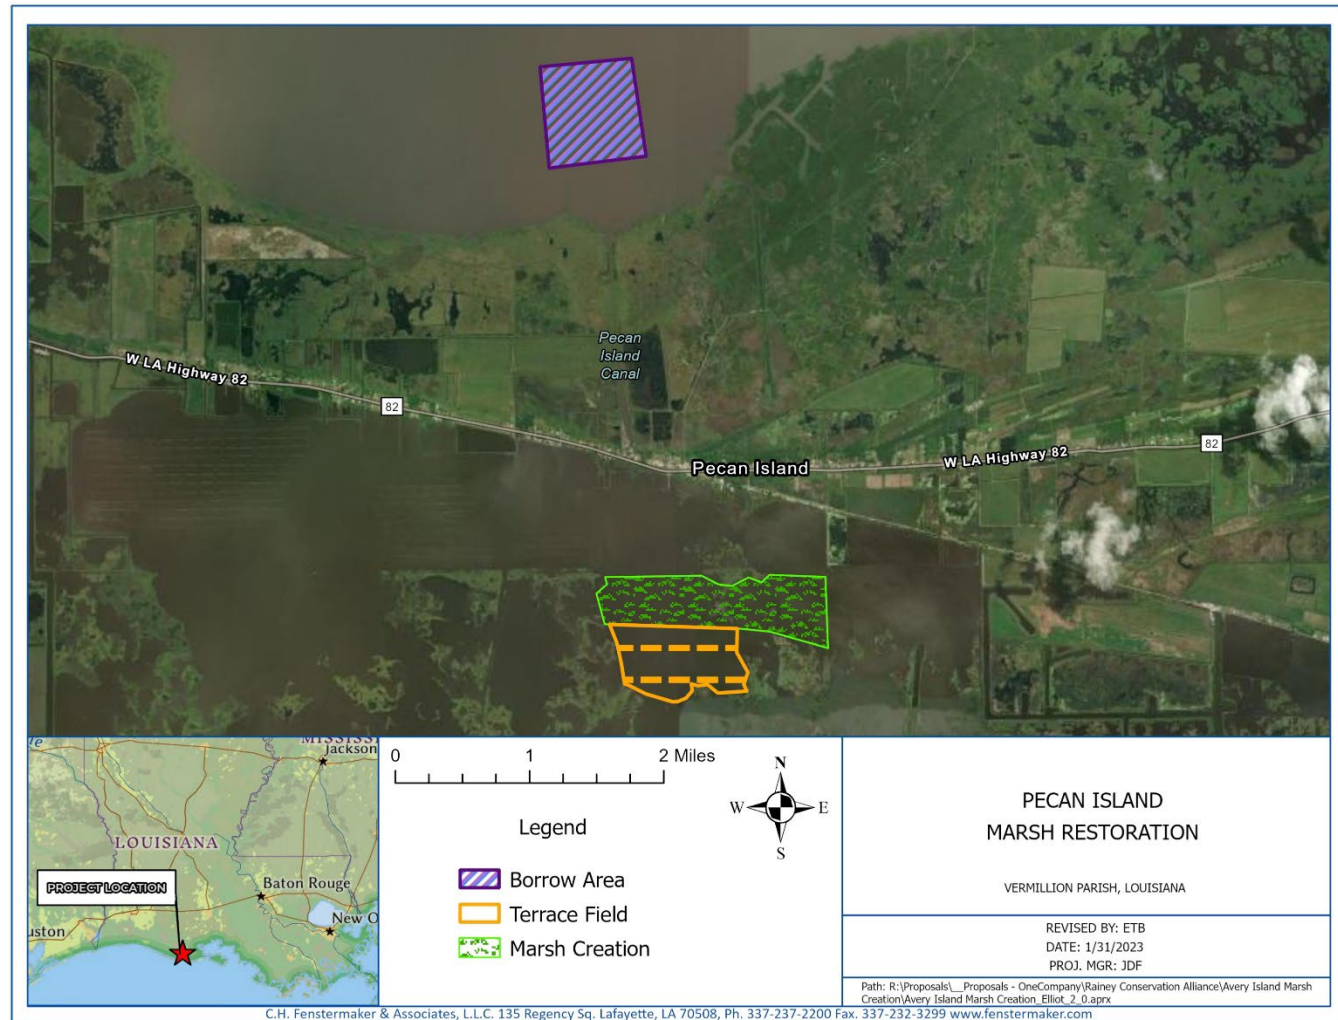 Pecan
Island
Canal
W LA Highway 82
82
Pecan Island
W LA Highway 82
82
MISSISS
Jackson
LOUISIANA
PROJECT LOCATION
Baton Rouge
New O
uston
0 1 2 Miles
N
W E
S
Legend
Borrow Area
Terrace Field
Marsh Creation
PECAN ISLAND
MARSH RESTORATION
VERMILLION PARISH, LOUISIANA
REVISED BY: ETB
DATE: 1/31/2023
PROJ. MGR: JDF
Path: R:\Proposals\__Proposals - OneCompany\Rainey Conservation Alliance\Avery Island Marsh
Creation\Avery Island Marsh Creation_Elliot_2_0.aprx
C.H. Fenstermaker & Associates, L.L.C. 135 Regency Sq. Lafayette, LA 70508, Ph. 337-237-2200 Fax. 337-232-3299 www.fenstermaker.com